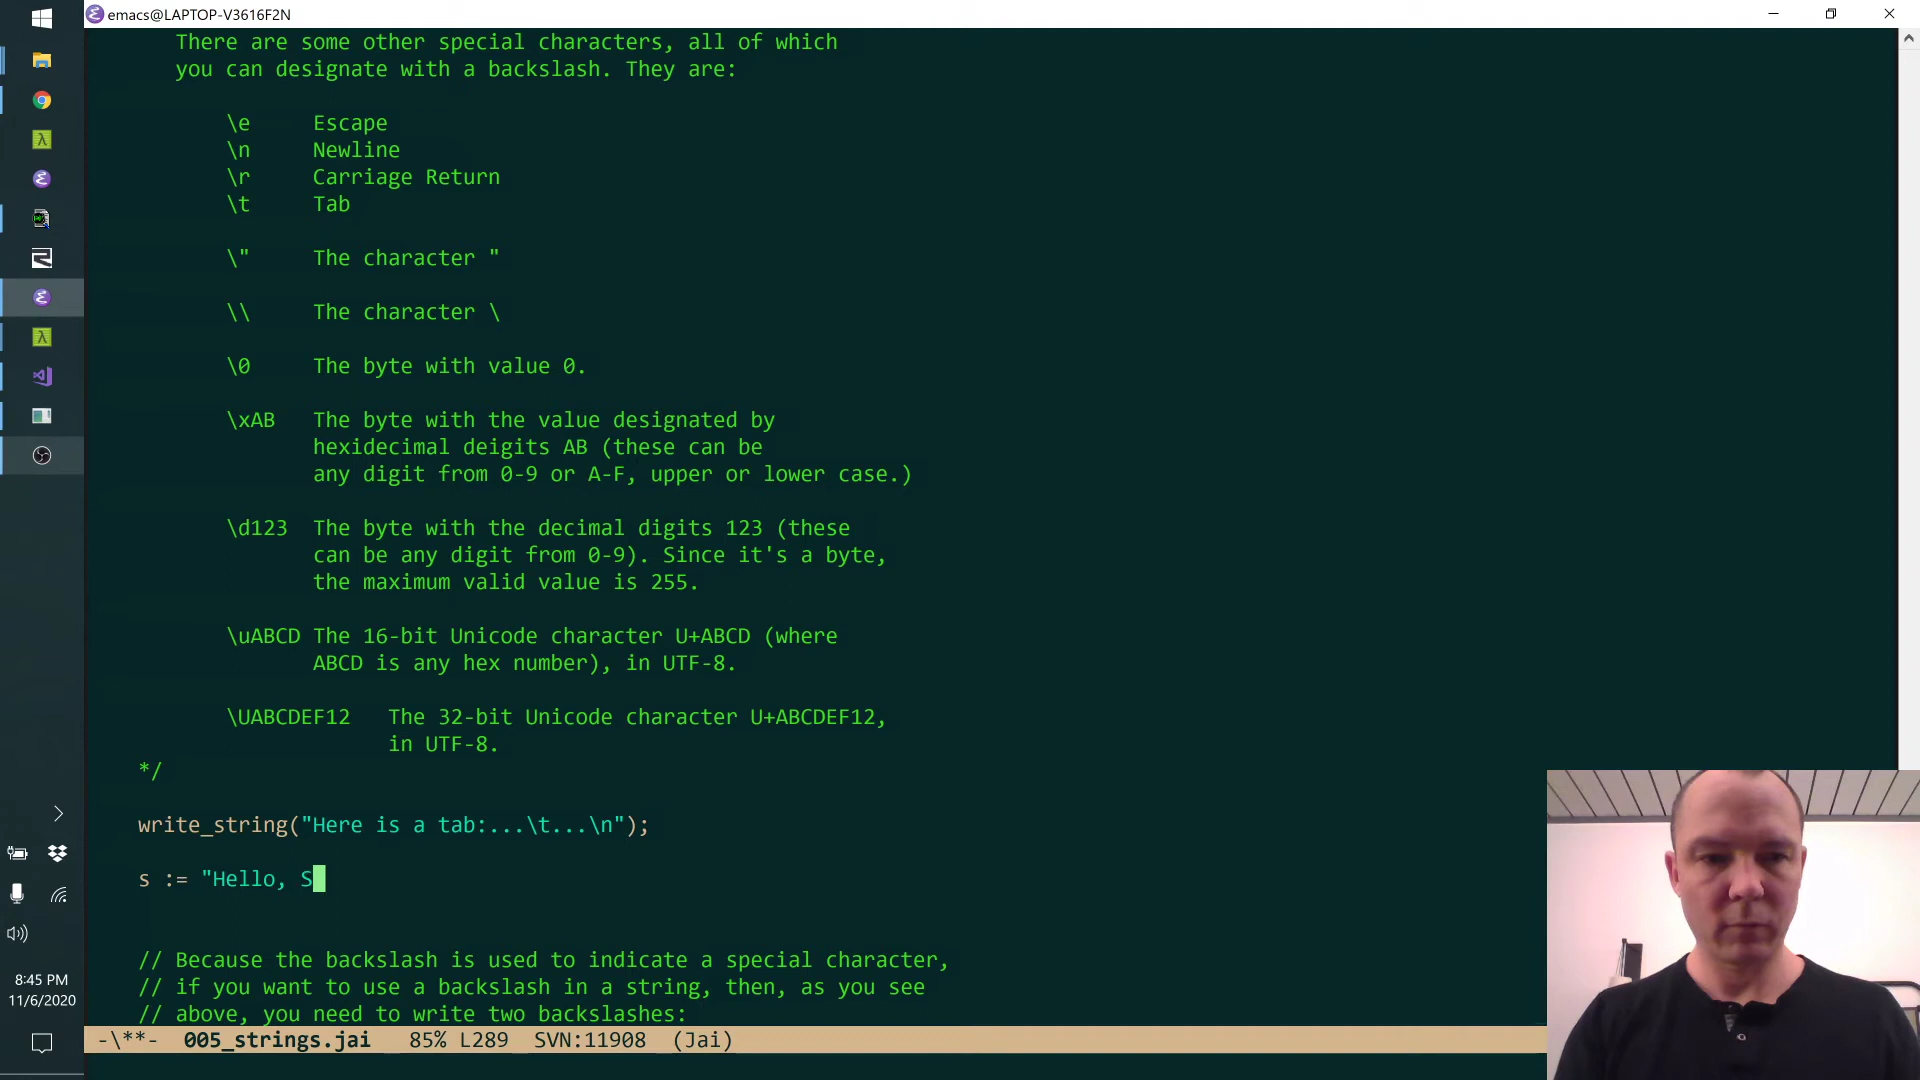 emacs@LAPTOP-V3616F2N
There are some other special characters, all of which
you can designate with a backslash. They are:
\e Escape
\n Newline
\r Carriage Return
\t Tab
\" The character "
\\ The character \
\0 The byte with value 0.
\xAB The byte with the value designated by
hexidecimal deigits AB (these can be
any digit from 0-9 or A-F, upper or lower case.)
\d123 The byte with the decimal digits 123 (these
can be any digit from 0-9). Since it's a byte,
the maximum valid value is 255.
\uABCD The 16-bit Unicode character U+ABCD (where
ABCD is any hex number), in UTF-8.
\UABCDEF12 The 32-bit Unicode character U+ABCDEF12,
in UTF-8.
*/
write_string("Here is a tab:...\t...\n");
s := "Hello, S
// Because the backslash is used to indicate a special character,
// if you want to use a backslash in a string, then, as you see
// above, you need to write two backslashes:
-\**- 005_strings.jai 85% L289 SVN:11908 (Jai)
8:45 PM
11/6/2020